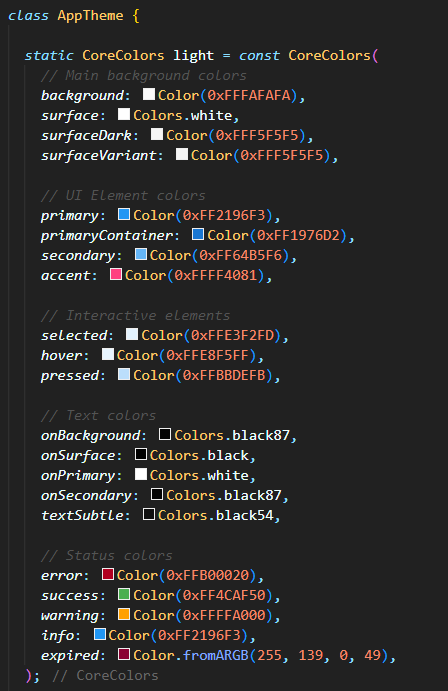 class AppTheme {
static CoreColors light = const CoreColors(
// Main background colors
background: Color(0xFFFAFAFA),
surface: Colors.white,
surfaceDark: Color(0xFFF5F5F5),
surfaceVariant: Color(0xFFF5F5F5),
// UI Element colors
primary: Color(0xFF2196F3),
primaryContainer: Color(0xFF1976D2),
secondary: Color(0xFF64B5F6),
accent: Color(0xFFFF4081),
// Interactive elements
selected: Color(0xFFE3F2FD),
hover: Color(0xFFE8F5FF),
pressed: Color(0xFFBBDEFB),
// Text colors
onBackground: Colors.black87,
onSurface: Colors.black,
onPrimary: Colors.white,
onSecondary: Colors.black87,
textSubtle: Colors.black54,
// Status colors
error: Color(0xFFB00020),
success: Color(0xFF4CAF50),
warning: Color(0xFFFFA000),
info: Color(0xFF2196F3),
expired: Color.fromARGB(255, 139, 0, 49),
); // CoreColors